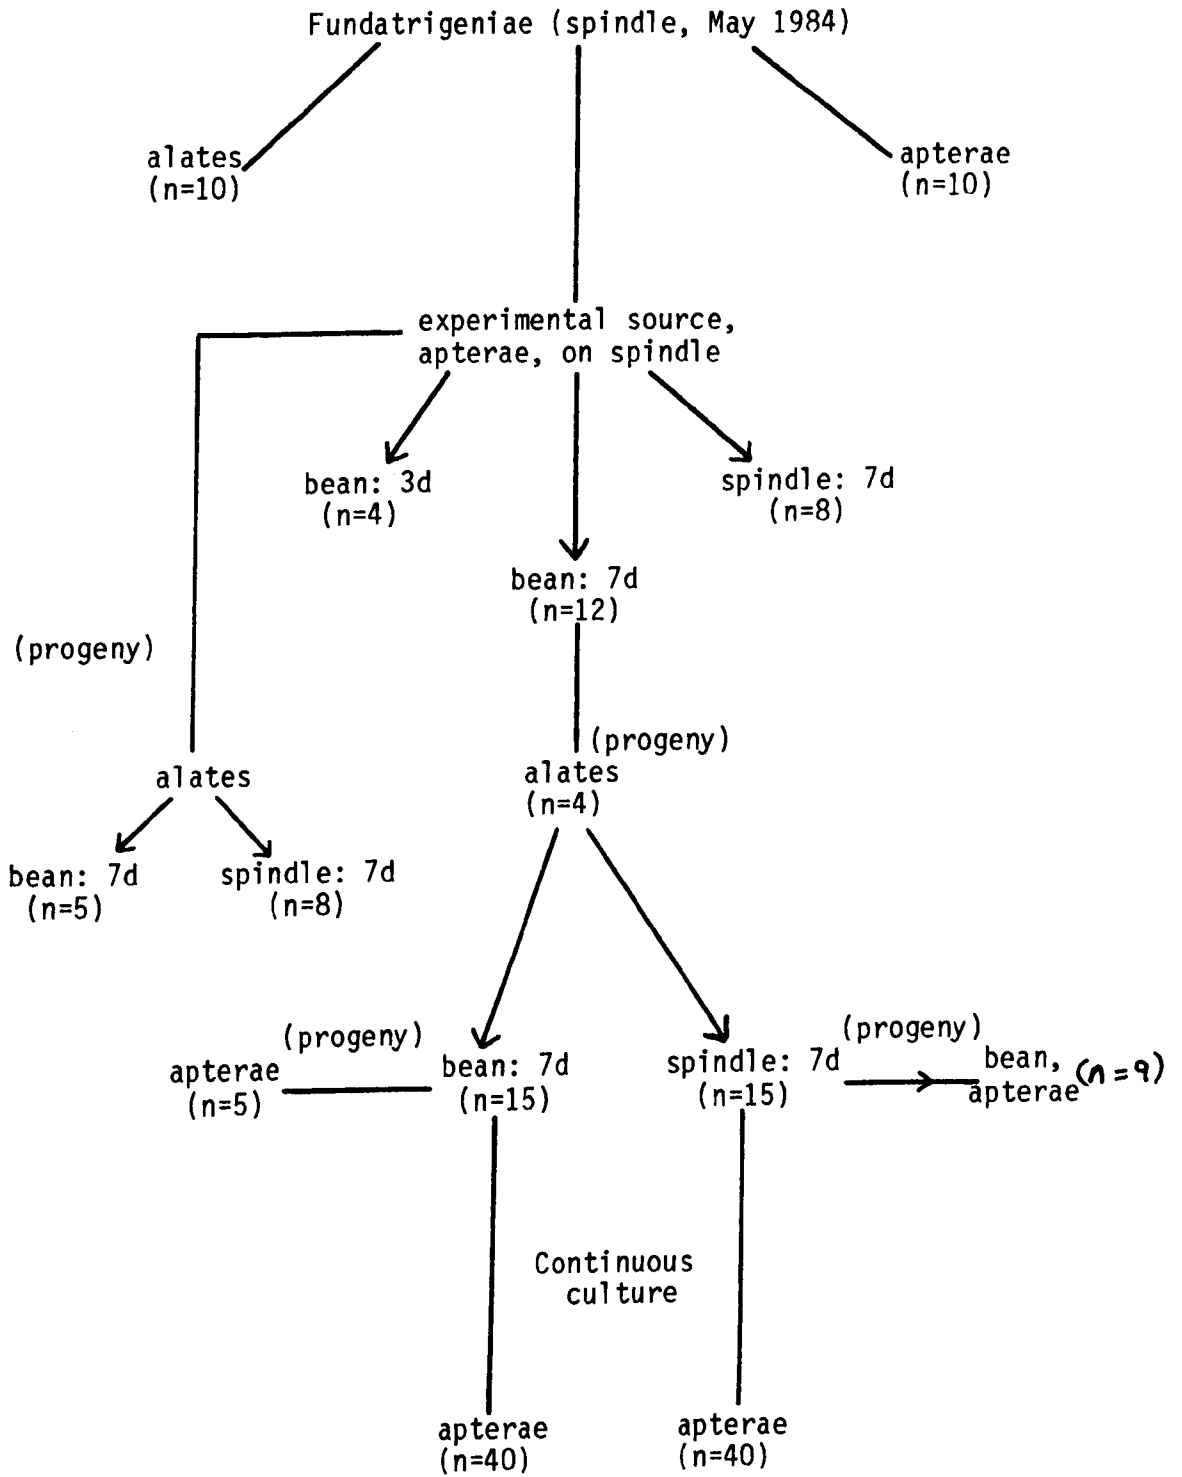 Fundatrigeniae (spindle, May 1984)
alates
(n=10)
apterae
(n=10)
experimental source,
apterae, on spindle
bean: 3d
(n=4)
spindle: 7d
(n=8)
bean: 7d
(n=12)
(progeny)
(progeny)
alates
(n=4)
alates
bean: 7d
(n=5)
spindle: 7d
(n=8)
(progeny)
apterae
(n=5)
bean: 7d
(n=15)
spindle: 7d
(n=15)
(progeny)
bean,
apterae (n=9)
Continuous
culture
apterae
(n=40)
apterae
(n=40)